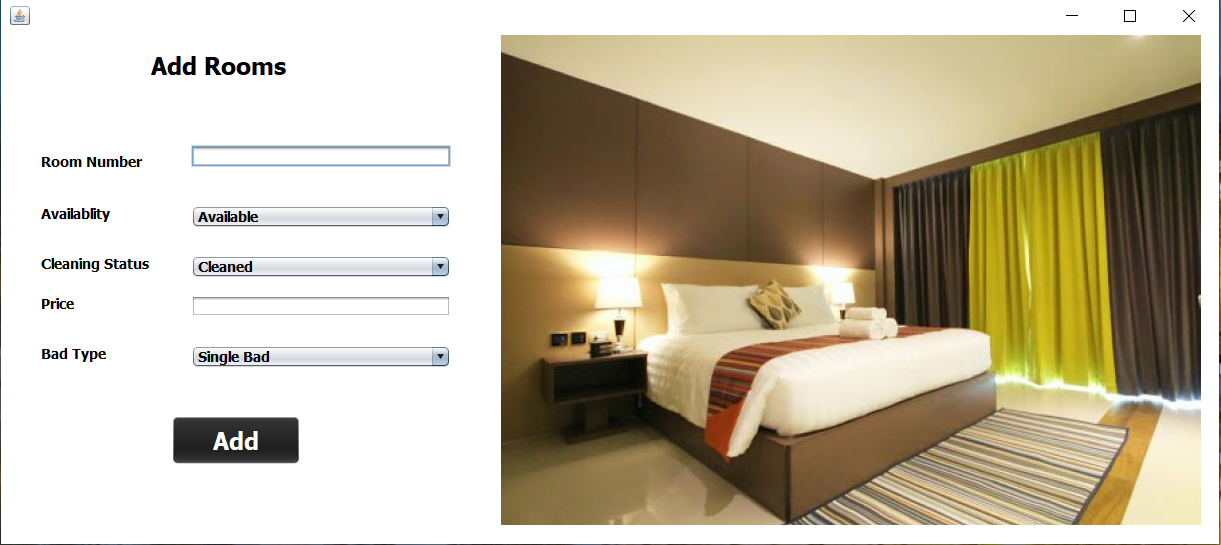 Add Rooms
Room Number
Availablity
Available
Cleaning Status
Cleaned
Price
Bad Type
Single Bad
Add